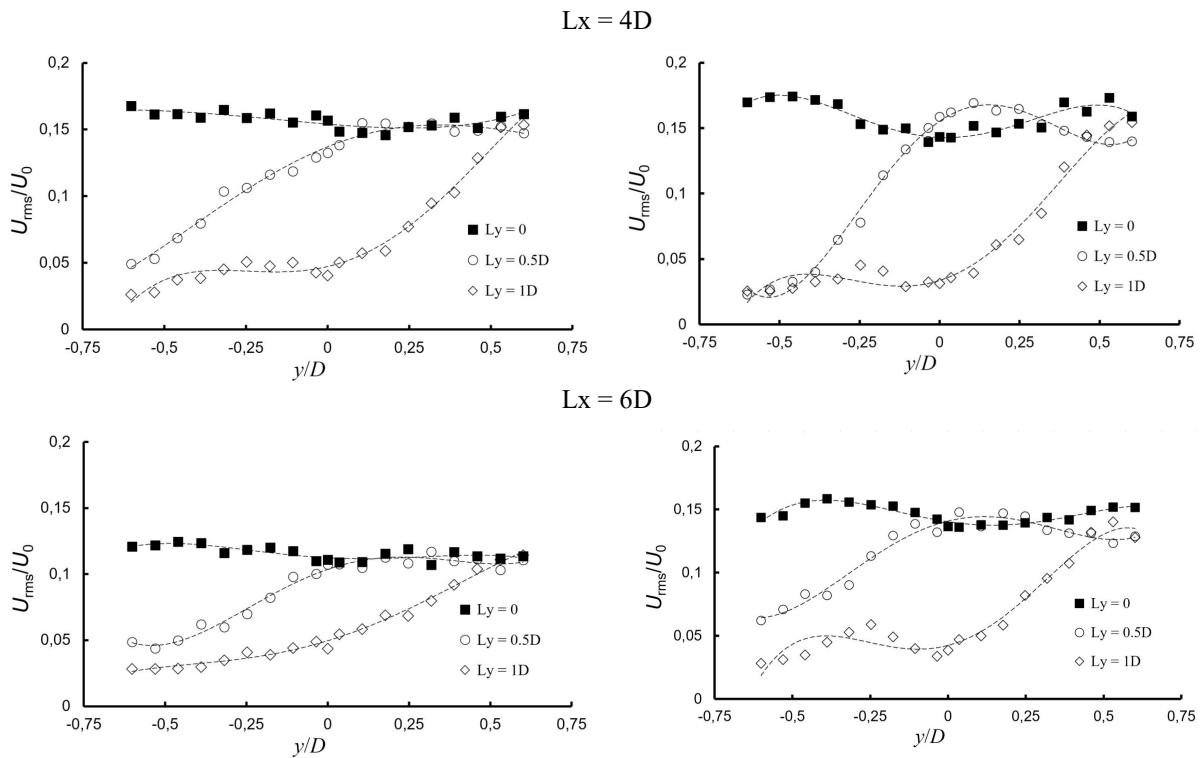 Lx = 4D
0,2
0,15
0,1
0,05
0
Urms/U0
-0,75
-0,5
-0,25
0
0,25
0,5
0,75
y/D
Ly = 0
Ly = 0.5D
Ly = 1D
0,2
0,15
0,1
0,05
0
Urms/U0
-0,75
-0,5
-0,25
0
0,25
0,5
0,75
y/D
Ly = 0
Ly = 0.5D
Ly = 1D
Lx = 6D
0,2
0,15
0,1
0,05
0
Urms/U0
-0,75
-0,5
-0,25
0
0,25
0,5
0,75
y/D
Ly = 0
Ly = 0.5D
Ly = 1D
0,2
0,15
0,1
0,05
0
Urms/U0
-0,75
-0,5
-0,25
0
0,25
0,5
0,75
y/D
Ly = 0
Ly = 0.5D
Ly = 1D